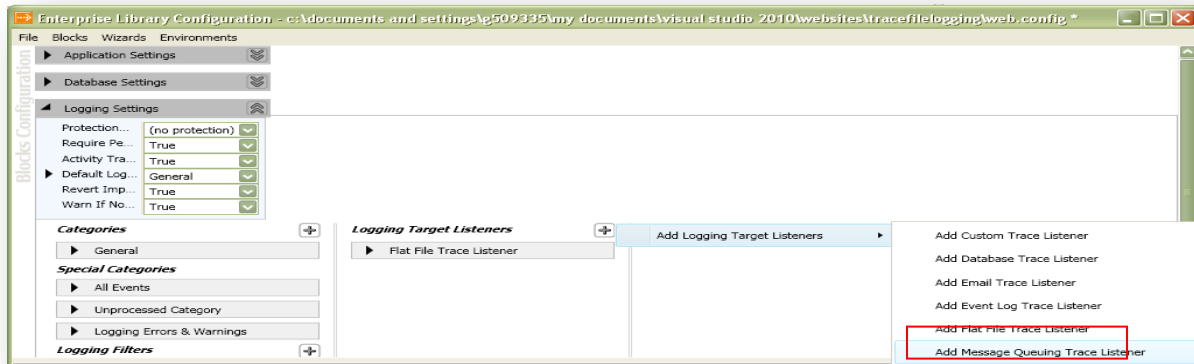 Enterprise Library Configuration - c:\documents and settings\g509335\my documents\visual studio 2010\websites\tracefilelogging\web.config *
File Blocks Wizards Environments
Blocks Configuration
Application Settings
Database Settings
Logging Settings
Protection... (no protection)
Require Pe... True
Activity Tra... True
Default Log... General
Revert Imp... True
Warn If No... True
Categories
General
Special Categories
All Events
Unprocessed Category
Logging Errors & Warnings
Logging Filters
Logging Target Listeners
Flat File Trace Listener
Add Logging Target Listeners
Add Custom Trace Listener
Add Database Trace Listener
Add Email Trace Listener
Add Event Log Trace Listener
Add Flat File Trace Listener
Add Message Queuing Trace Listener